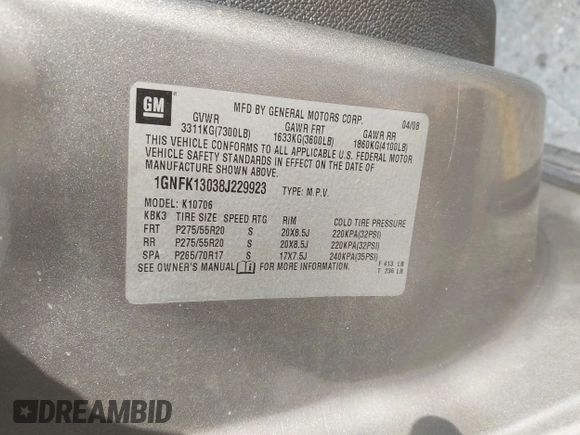 GM
MFD BY GENERAL MOTORS CORP. 04/08
GVWR GAWR FRT GAWR RR
3311KG(7300LB) 1633KG(3600LB) 1860KG(4100LB)
THIS VEHICLE CONFORMS TO ALL APPLICABLE U.S. FEDERAL MOTOR
VEHICLE SAFETY STANDARDS IN EFFECT ON THE DATE OF
MANUFACTURE SHOWN ABOVE.
1GNFK13038J229923 TYPE: M.P.V.
MODEL: K10706
KBK3 TIRE SIZE SPEED RTG RIM COLD TIRE PRESSURE
FRT P275/55R20 S 20X8.5J 220KPA(32PSI)
RR P275/55R20 S 20X8.5J 220KPA(32PSI)
SPA P265/70R17 S 17X7.5J 240KPA(35PSI)
SEE OWNER'S MANUAL i FOR MORE INFORMATION. F 413 LB
T 236 LB
DREAMBID